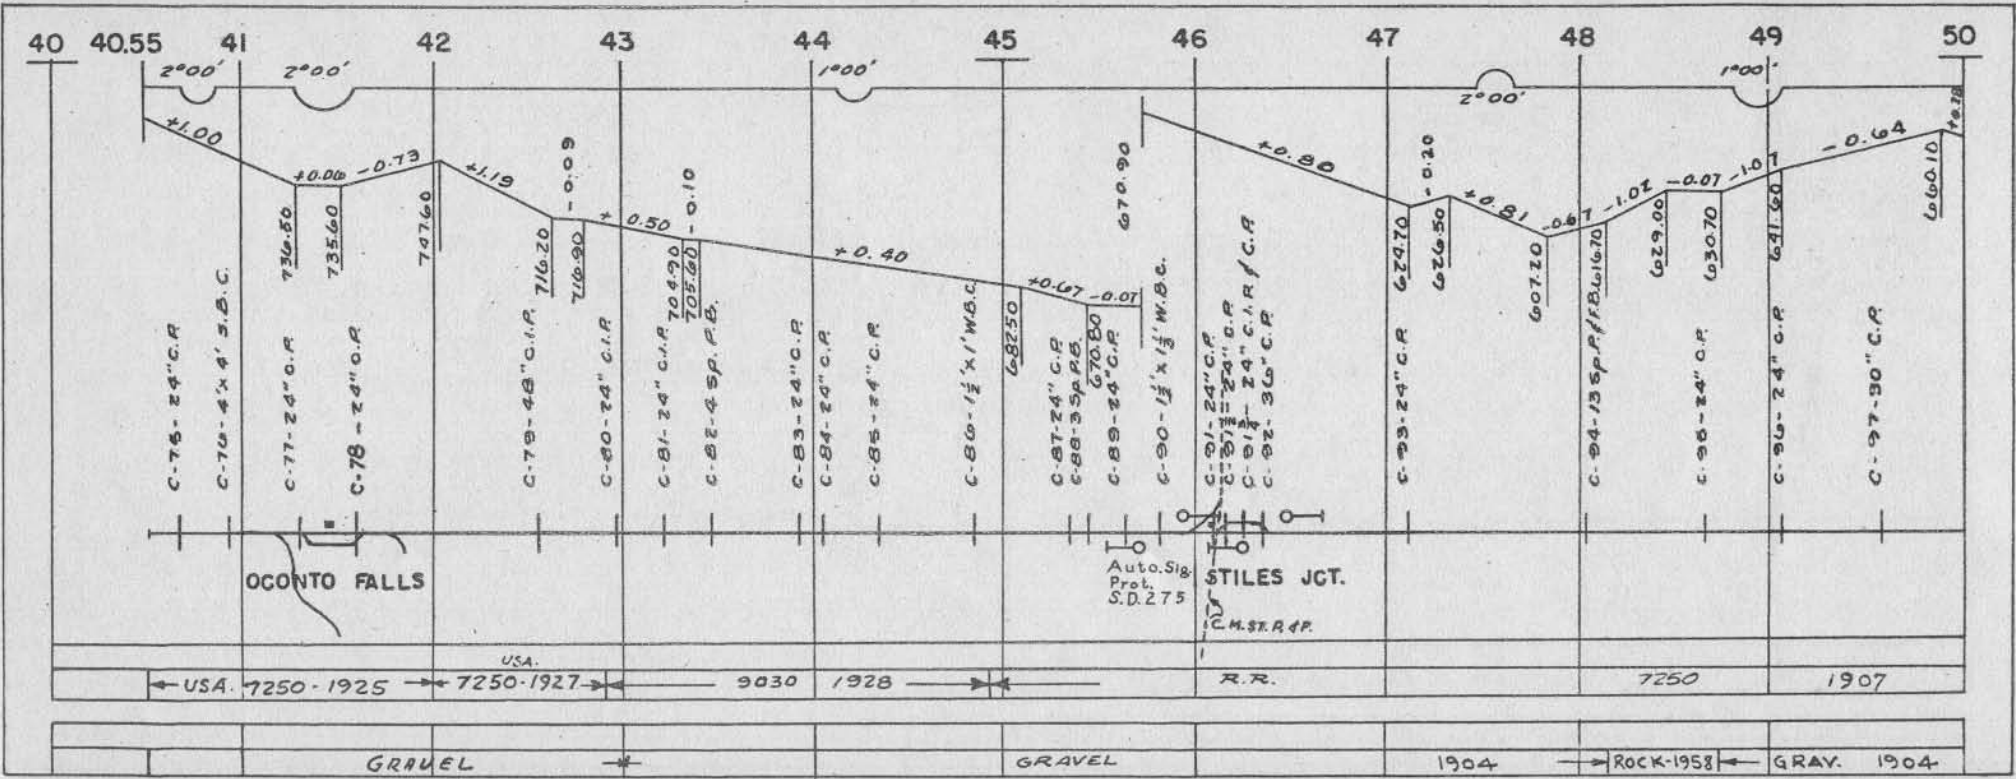 40 40.55 41 42 43 44 45 46 47 48 49 50
2°00' 2°00' 1°00' 2°00' 1°00'
+1.00 +0.06 -0.73 +1.19 -0.09 + 0.50 -0.10 + 0.40 +0.67 -0.07 +0.80 -0.20 +0.81 -0.67 -1.02 -0.07 -1.07 -0.64
736.50 735.60 747.60 716.20 716.90 704.90 705.60 682.50 670.80 670.90 624.70 626.50 607.20 616.70 629.00 630.70 641.60 660.10
C-75-24" C.P.
C-76-4'x4' S.B.C.
C-77-24" C.P.
C-78-24" C.P.
C-79-48" C.I.P.
C-80-24" C.I.P.
C-81-24" C.I.P.
C-82-4 Sp. P.B.
C-83-24" C.P.
C-84-24" C.P.
C-85-24" C.P.
C-86-1½'x1' W.B.C.
C-87-24" C.P.
C-88-3 Sp. P.B.
C-89-24" C.P.
C-90-1½'x1⅓' W.B.C.
C-91-24" C.P.
C-91½-24" C.P.
24" C.I.P. & C.P.
C-92-36" C.P.
C-93-24" C.P.
C-94-13 Sp. P. & F.B.
C-95-24" C.P.
C-96-24" C.P.
C-97-30" C.P.
OCONTO FALLS
Auto. Sig.
Prot.
S.D. 275
STILES JCT.
C.M.ST.P.&P.
USA.
USA. 7250-1925 7250-1927 9030 1928 R.R. 7250 1907
GRAVEL GRAVEL 1904 ROCK-1958 GRAV. 1904